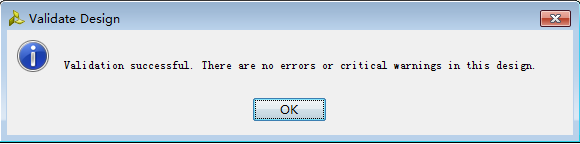 Validate Design
Validation successful. There are no errors or critical warnings in this design.
OK